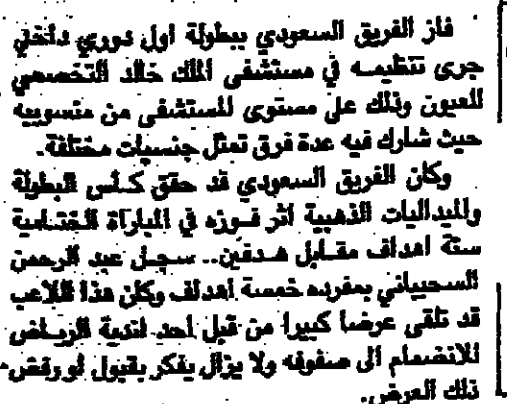 فاز الفريق السعودي ببطولة اول دوري داخلي
جرى تنظيمه في مستشفى الملك خالد التخصصي
للعيون وذلك على مستوى المستشفى من منسوبيه
حيث شارك فيه عدة فرق تمثل جنسيات مختلفة.
وكان الفريق السعودي قد حقق كأس البطولة
والميداليات الذهبية اثر فوزه في المباراة الختامية
ستة اهداف مقابل هدفين.. سجل عبد الرحمن
السحيباني بمفرده خمسة اهداف وكان هذا اللاعب
قد تلقى عرضا كبيرا من قبل أحد اندية الرياض
للانضمام الى صفوفه ولا يزال يفكر بقبول او رفض
ذلك العرض.